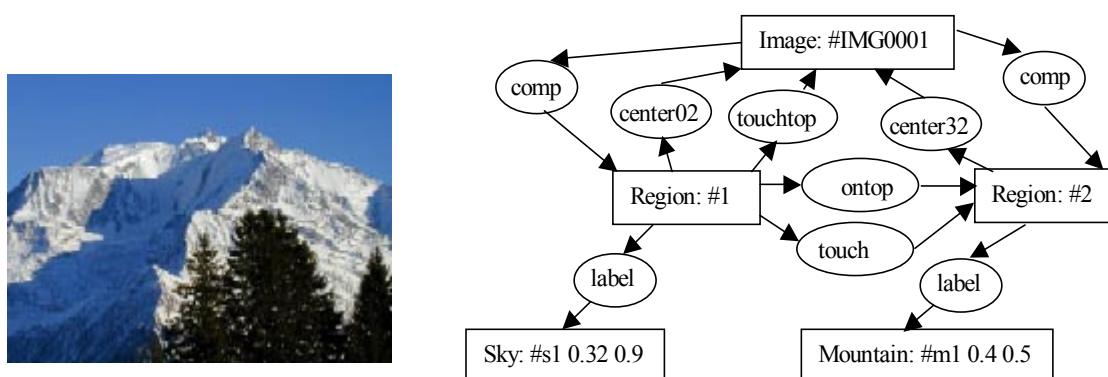 Image: #IMG0001
comp
comp
center02
touchtop
center32
Region: #1
ontop
Region: #2
touch
label
label
Sky: #s1 0.32 0.9
Mountain: #m1 0.4 0.5